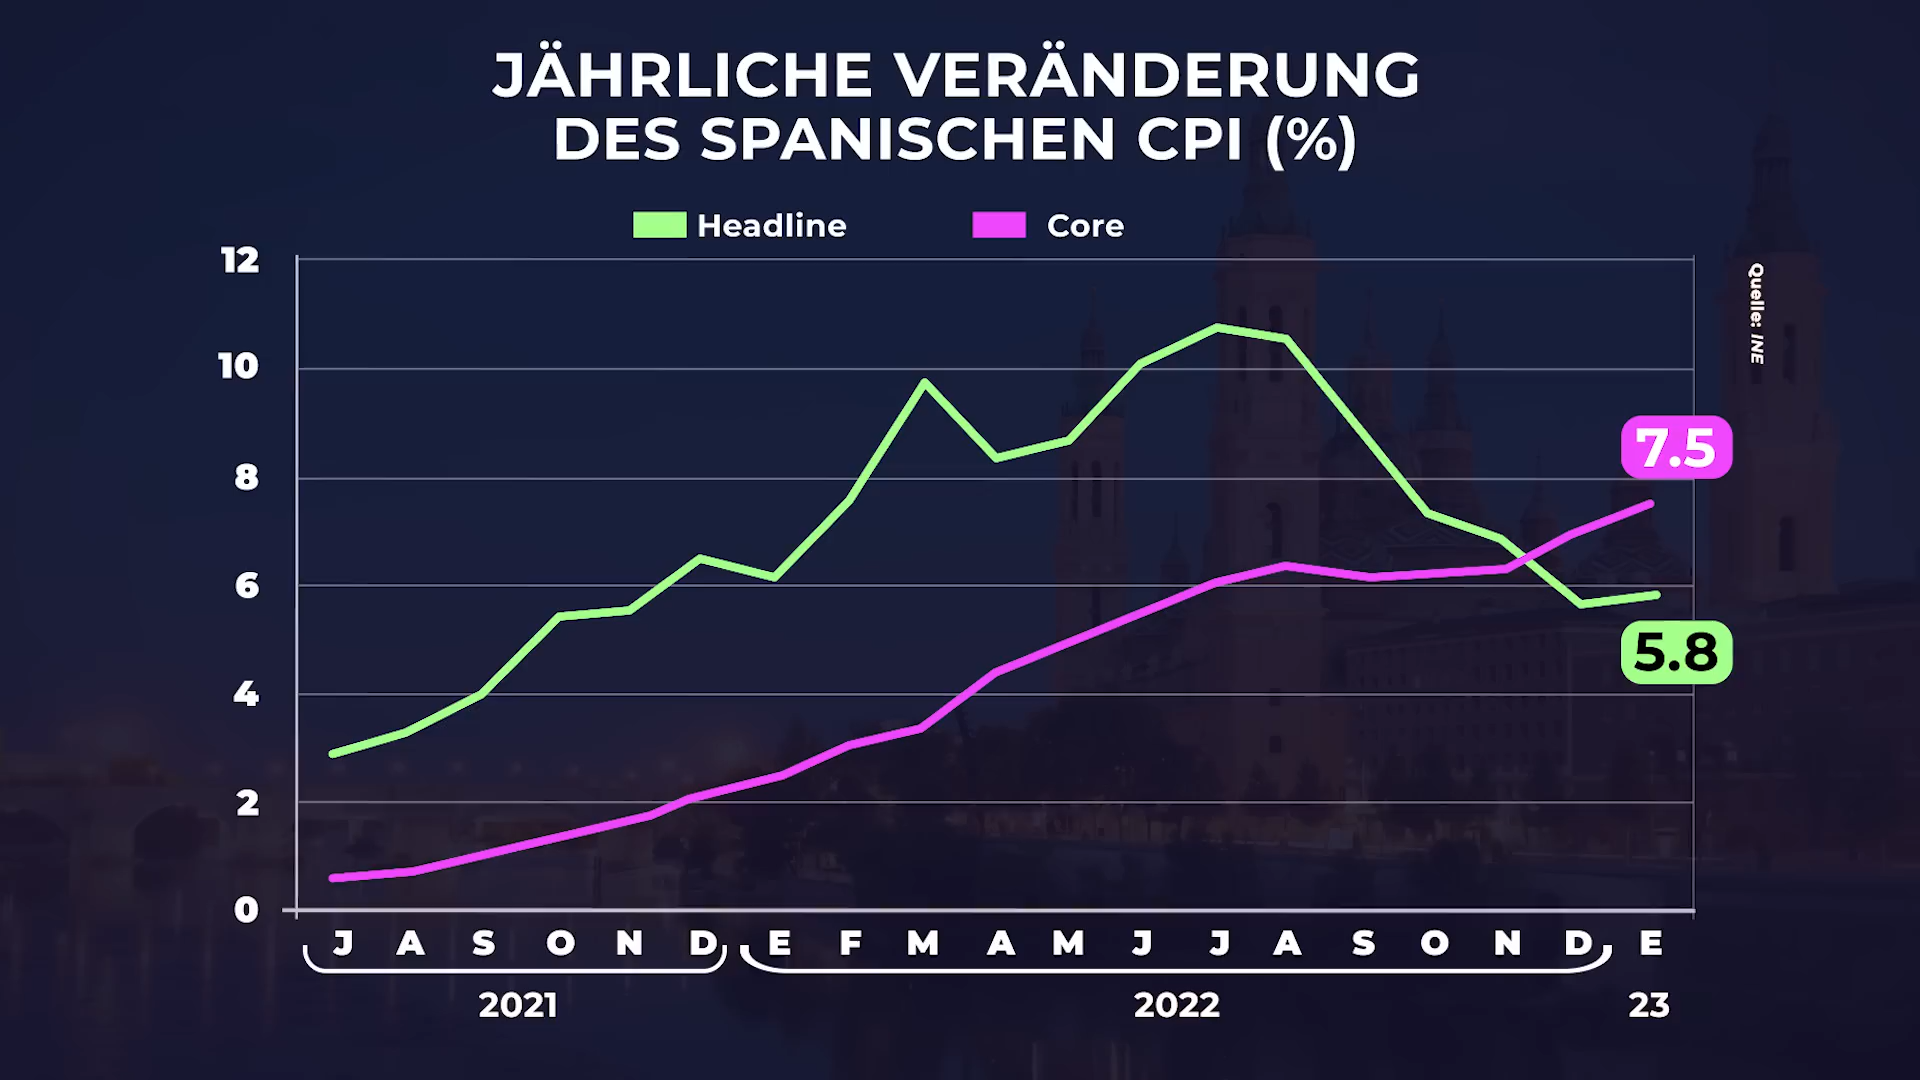 JÄHRLICHE VERÄNDERUNG
DES SPANISCHEN CPI (%)
Headline Core
12
10
8
6
4
2
0
Quelle: INE
7.5
5.8
J A S O N D E F M A M J J A S O N D E
2021 2022 23